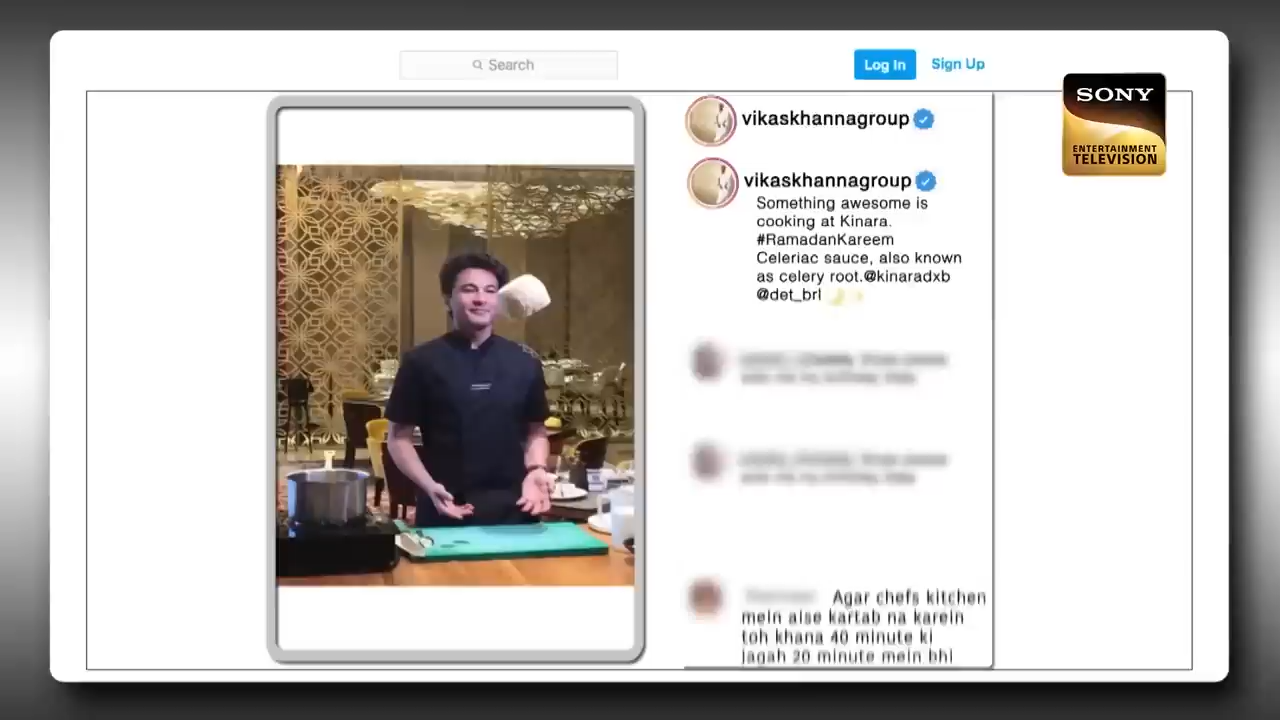 Search
Log In
Sign Up
SONY
ENTERTAINMENT
TELEVISION
vikaskhannagroup
vikaskhannagroup
Something awesome is
cooking at Kinara.
#RamadanKareem
Celeriac sauce, also known
as celery root.@kinaradxb
@det_brl
Agar chefs kitchen
mein aise kartab na karein
toh khana 40 minute ki
jagah 20 minute mein bhi